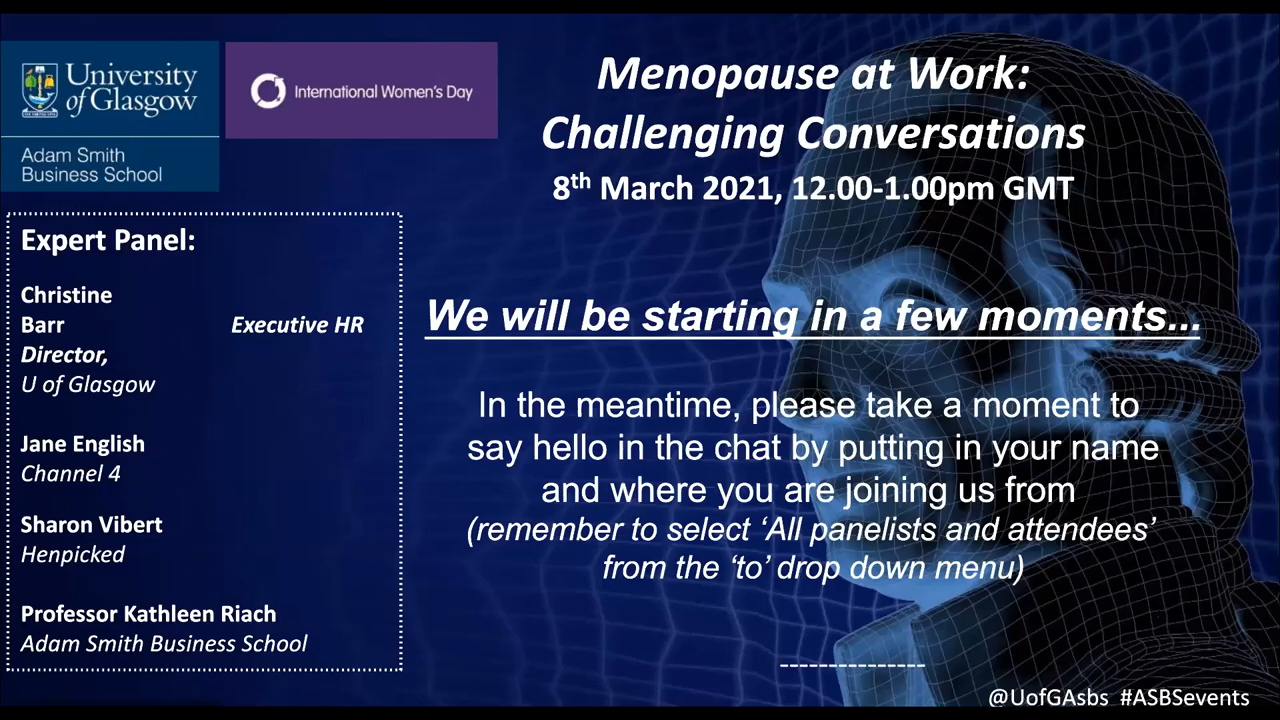 University
of Glasgow
Adam Smith
Business School
International Women's Day
Menopause at Work:
Challenging Conversations
8th March 2021, 12.00-1.00pm GMT
Expert Panel:
Christine
Barr Executive HR
Director,
U of Glasgow
Jane English
Channel 4
Sharon Vibert
Henpicked
Professor Kathleen Riach
Adam Smith Business School
We will be starting in a few moments...
In the meantime, please take a moment to
say hello in the chat by putting in your name
and where you are joining us from
(remember to select ‘All panelists and attendees’
from the ‘to’ drop down menu)
---------------
@UofGAsbs #ASBSevents